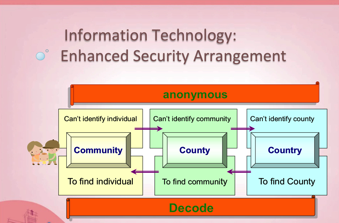 Information Technology:
Enhanced Security Arrangement
anonymous
Can't identify individual
Can't identify community
Can't identify county
Community
County
Country
To find individual
To find community
To find County
Decode